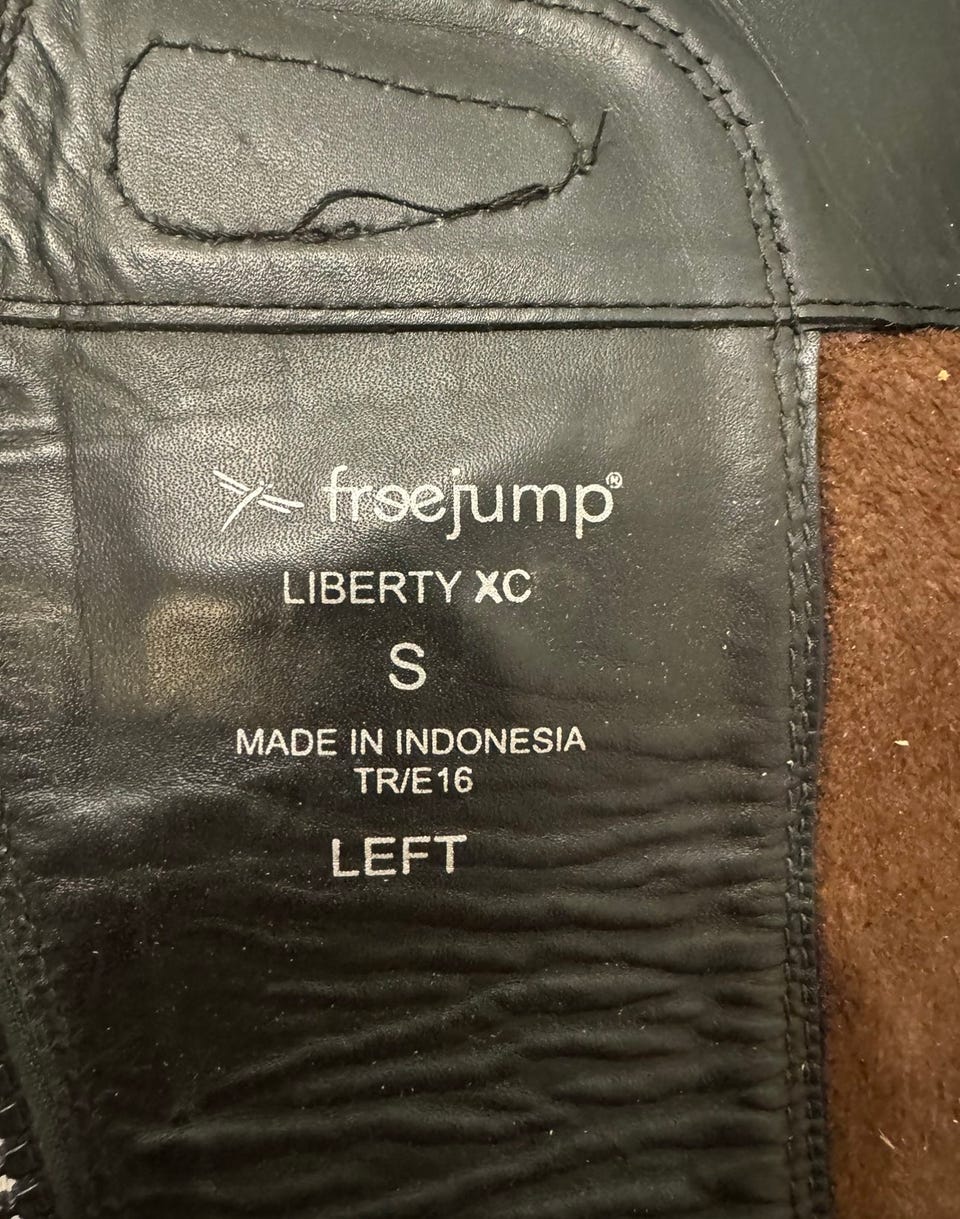 freejump®
LIBERTY XC
S
MADE IN INDONESIA
TR/E16
LEFT